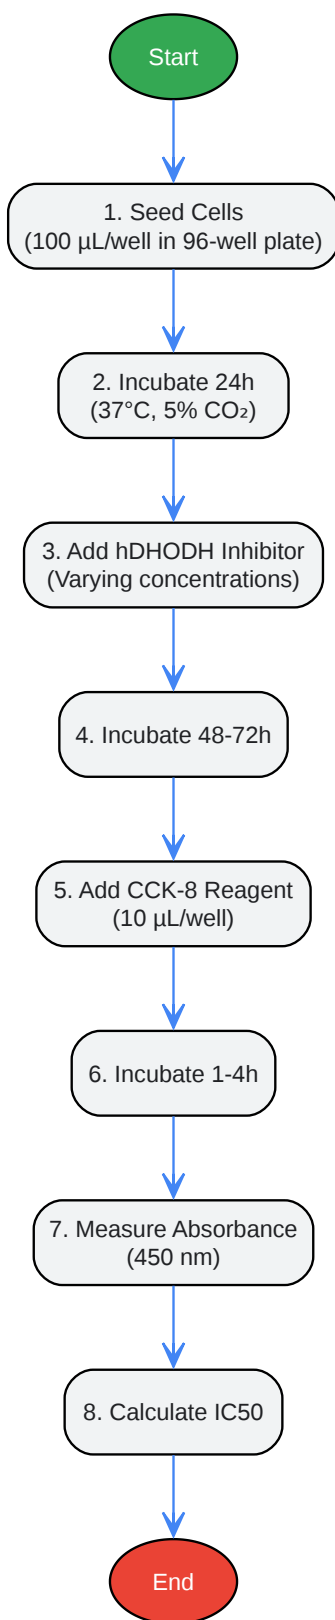 Start
1. Seed Cells
(100 µL/well in 96-well plate)
2. Incubate 24h
(37°C, 5% CO₂)
3. Add hDHODH Inhibitor
(Varying concentrations)
4. Incubate 48-72h
5. Add CCK-8 Reagent
(10 µL/well)
6. Incubate 1-4h
7. Measure Absorbance
(450 nm)
8. Calculate IC50
End